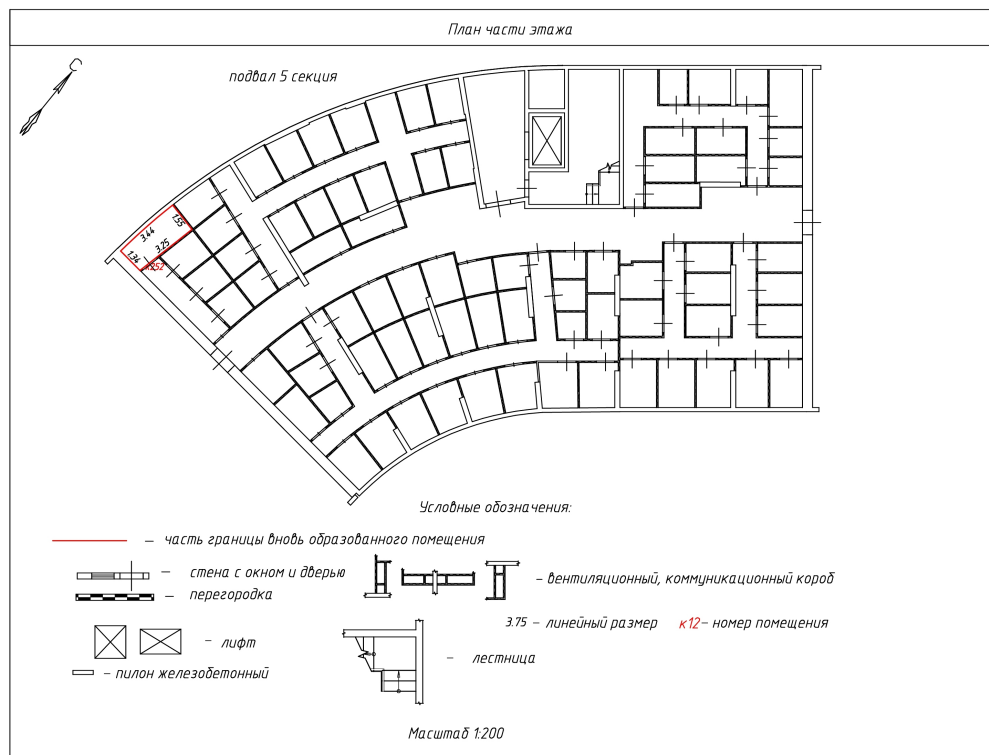 План части этажа
подвал 5 секция
С
3.44
1.55
3.25
1.34
к252
Условные обозначения:
— часть границы вновь образованного помещения
— стена с окном и дверью
— перегородка
— вентиляционный, коммуникационный короб
3.75 — линейный размер к12 — номер помещения
— лифт
— лестница
— пилон железобетонный
Масштаб 1:200